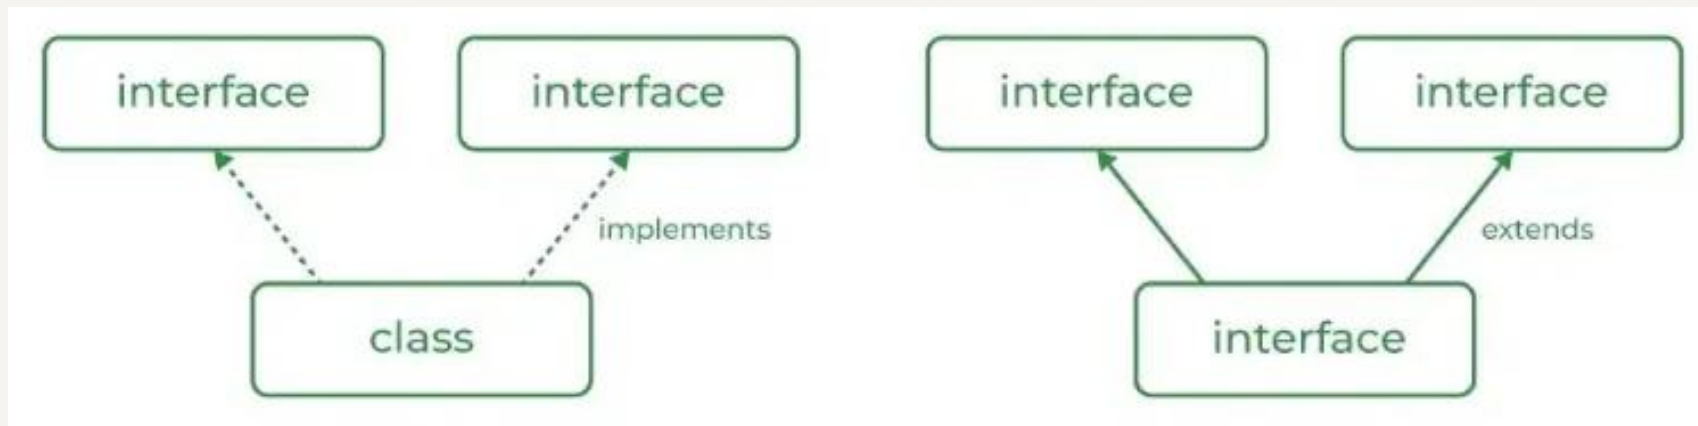 interface interface interface interface
implements extends
class interface